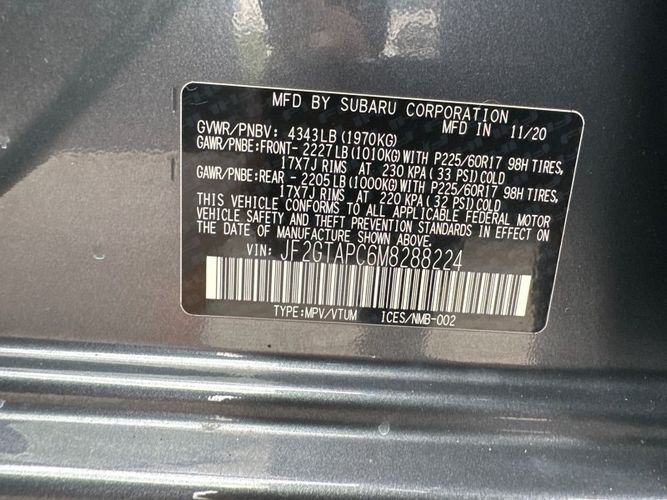 MFD BY SUBARU CORPORATION
MFD IN 11/20
GVWR/PNBV: 4343LB(1970KG)
GAWR/PNBE:FRONT- 2227LB(1010KG)WITH P225/60R17 98H TIRES,
17X7J RIMS AT 230 KPA( 33 PSI)COLD
GAWR/PNBE:REAR - 2205LB(1000KG)WITH P225/60R17 98H TIRES,
17X7J RIMS AT 220 KPA( 32 PSI)COLD
THIS VEHICLE CONFORMS TO ALL APPLICABLE FEDERAL MOTOR
VEHICLE SAFETY AND THEFT PREVENTION STANDARDS IN EFFECT ON
THE DATE OF MANUFACTURE SHOWN ABOVE.
VIN: JF2GTAPC6M8288224
TYPE:MPV/VTUM ICES/NMB-002